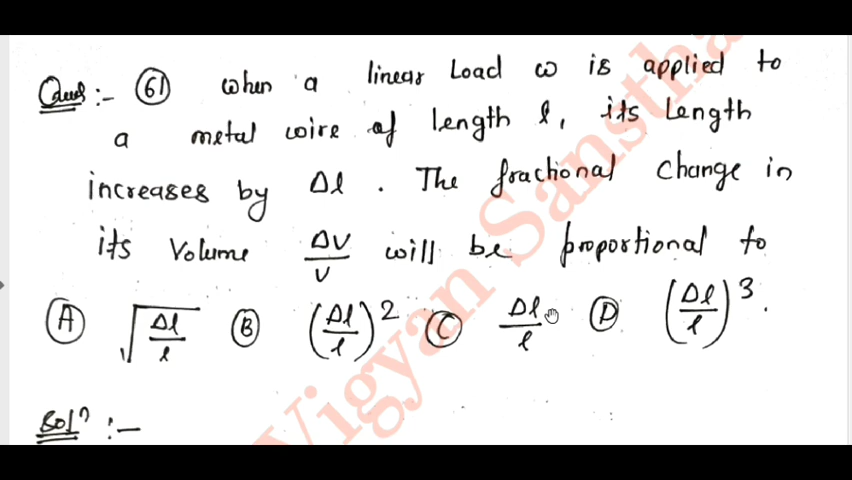 Ques :- (61) when a linear Load w is applied to
a metal wire of length l, its Length
increases by Δl . The fractional change in
its Volume ΔV/V will be proportional to
(A) √(Δl/l) (B) (Δl/l)² (C) Δl/l (D) (Δl/l)³.
Solⁿ :-
Vigyan Sanstha